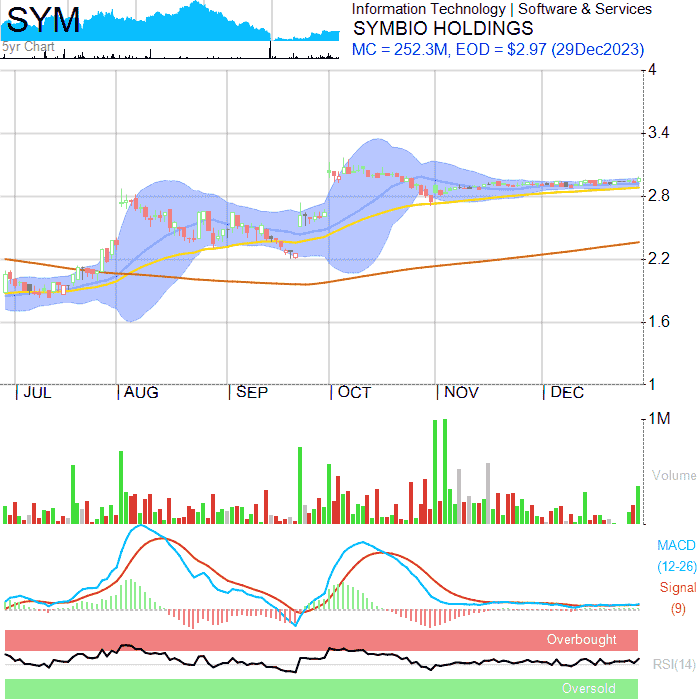 SYM
5yr Chart
Information Technology | Software & Services
SYMBIO HOLDINGS
MC = 252.3M, EOD = $2.97 (29Dec2023)
4
3.4
2.8
2.2
1.6
1
JUL AUG SEP OCT NOV DEC
1M
Volume
MACD
(12-26)
Signal
(9)
Overbought
RSI(14)
Oversold